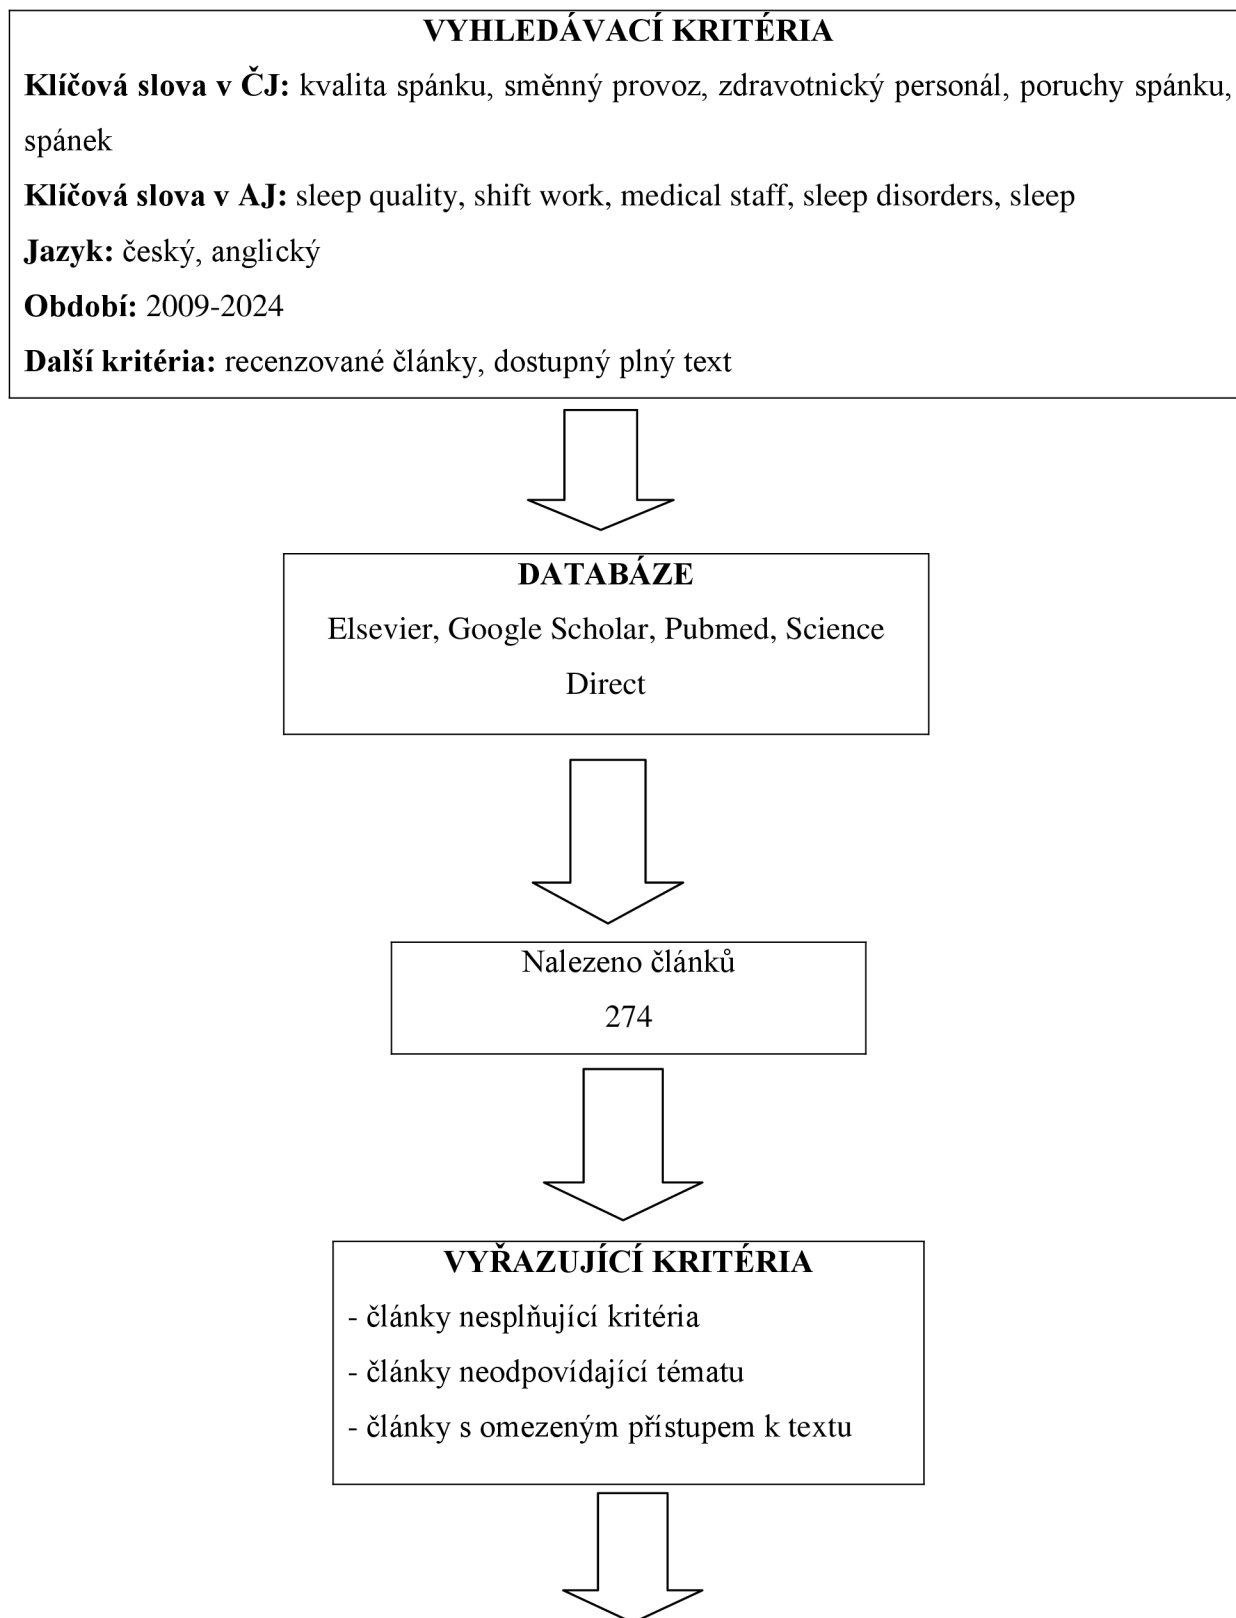 VYHLEDÁVACÍ KRITÉRIA
Klíčová slova v ČJ: kvalita spánku, směnný provoz, zdravotnický personál, poruchy spánku,
spánek
Klíčová slova v AJ: sleep quality, shift work, medical staff, sleep disorders, sleep
Jazyk: český, anglický
Období: 2009-2024
Další kritéria: recenzované články, dostupný plný text
DATABÁZE
Elsevier, Google Scholar, Pubmed, Science
Direct
Nalezeno článků
274
VYŘAZUJÍCÍ KRITÉRIA
- články nesplňující kritéria
- články neodpovídající tématu
- články s omezeným přístupem k textu